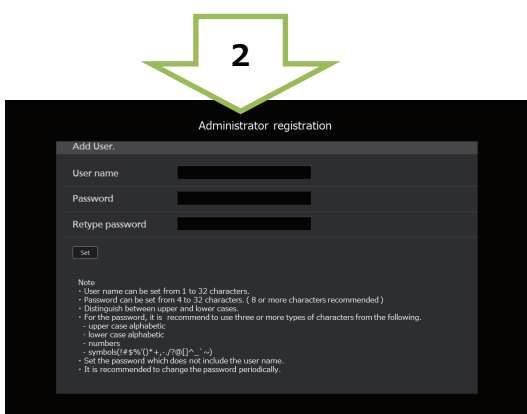 2
Administrator registration
Add User.
User name
Password
Retype password
Set
Note
・User name can be set from 1 to 32 characters.
・Password can be set from 4 to 32 characters. ( 8 or more characters recommended )
・Distinguish between upper and lower cases.
・For the password, it is recommend to use three or more types of characters from the following.
- upper case alphabetic
- lower case alphabetic
- numbers
- symbols(!#$%'()*+,-./?@[]^_`~)
・Set the password which does not include the user name.
・It is recommended to change the password periodically.